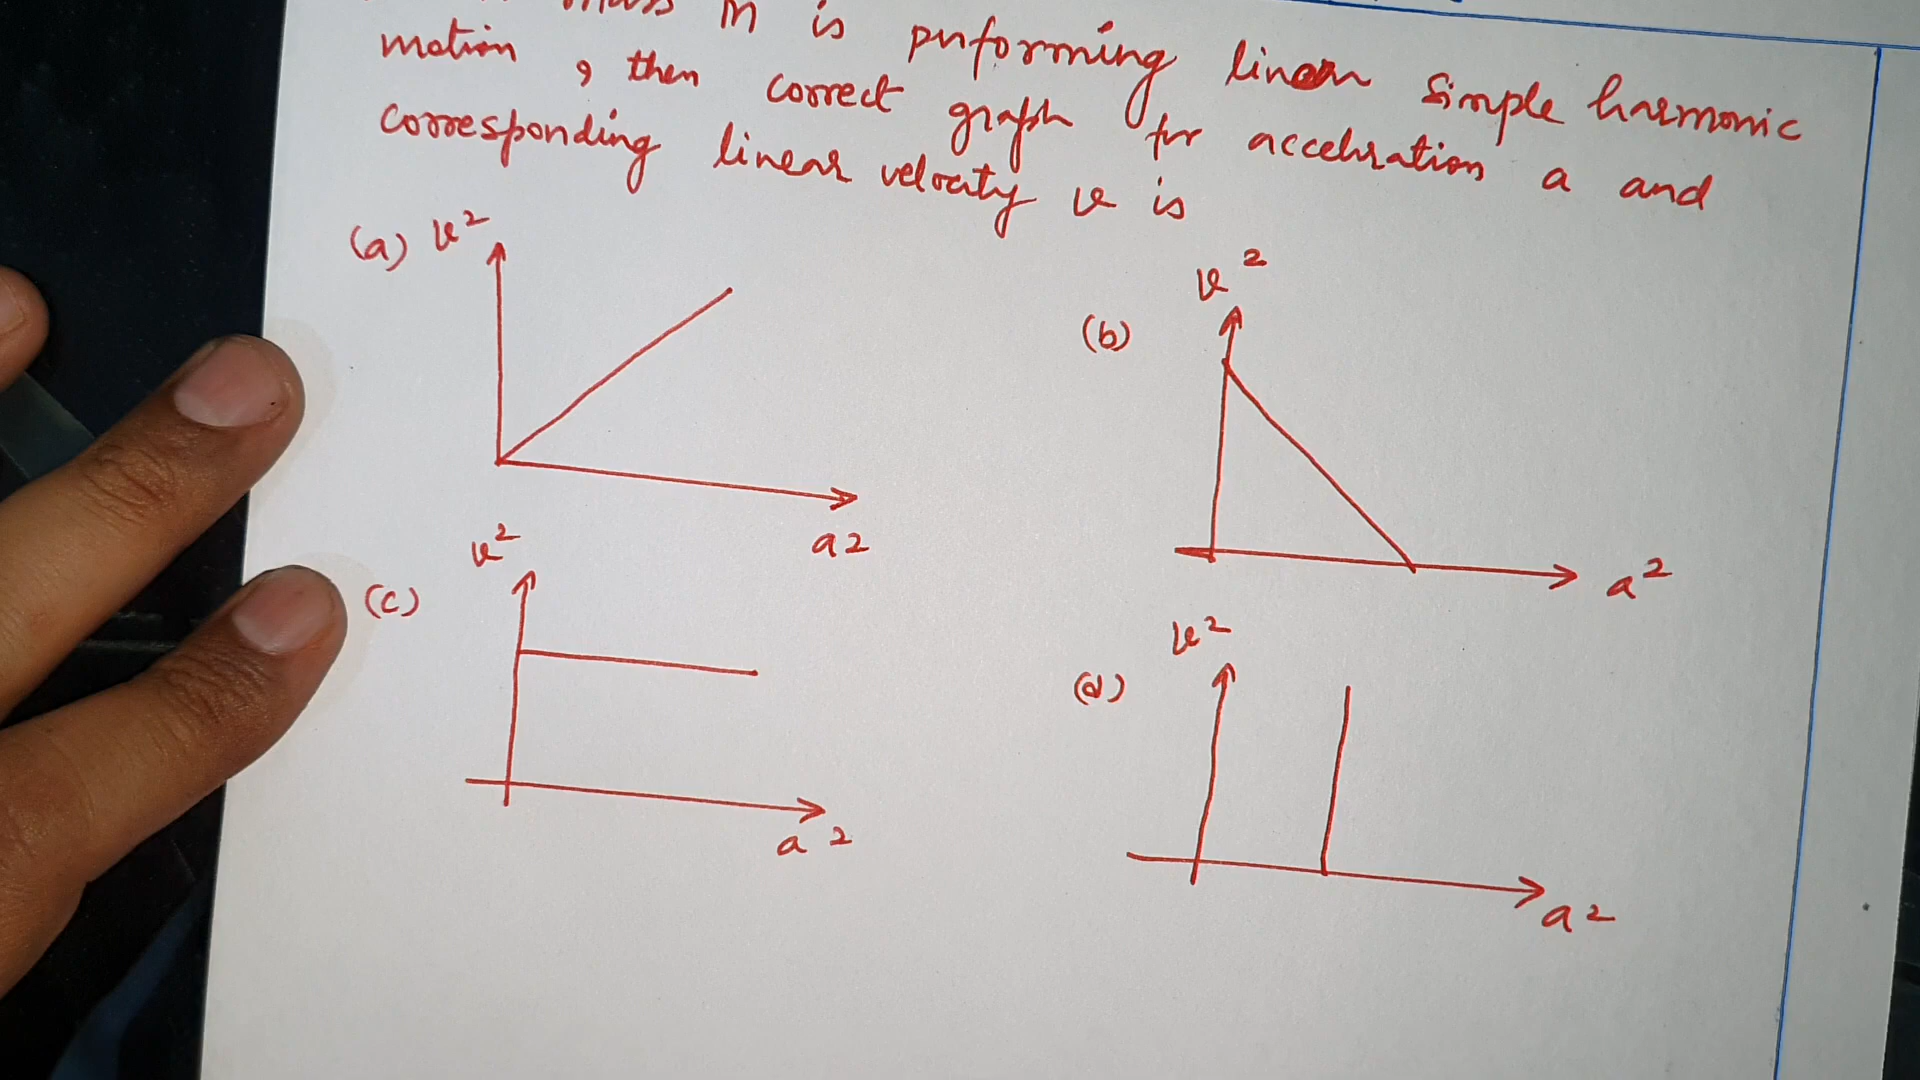 mass m is performing linear simple harmonic
motion, then correct graph for acceleration a and
corresponding linear velocity v is
(a) v²
a2
(b) v²
a²
(c) v²
a²
(d) v²
a²